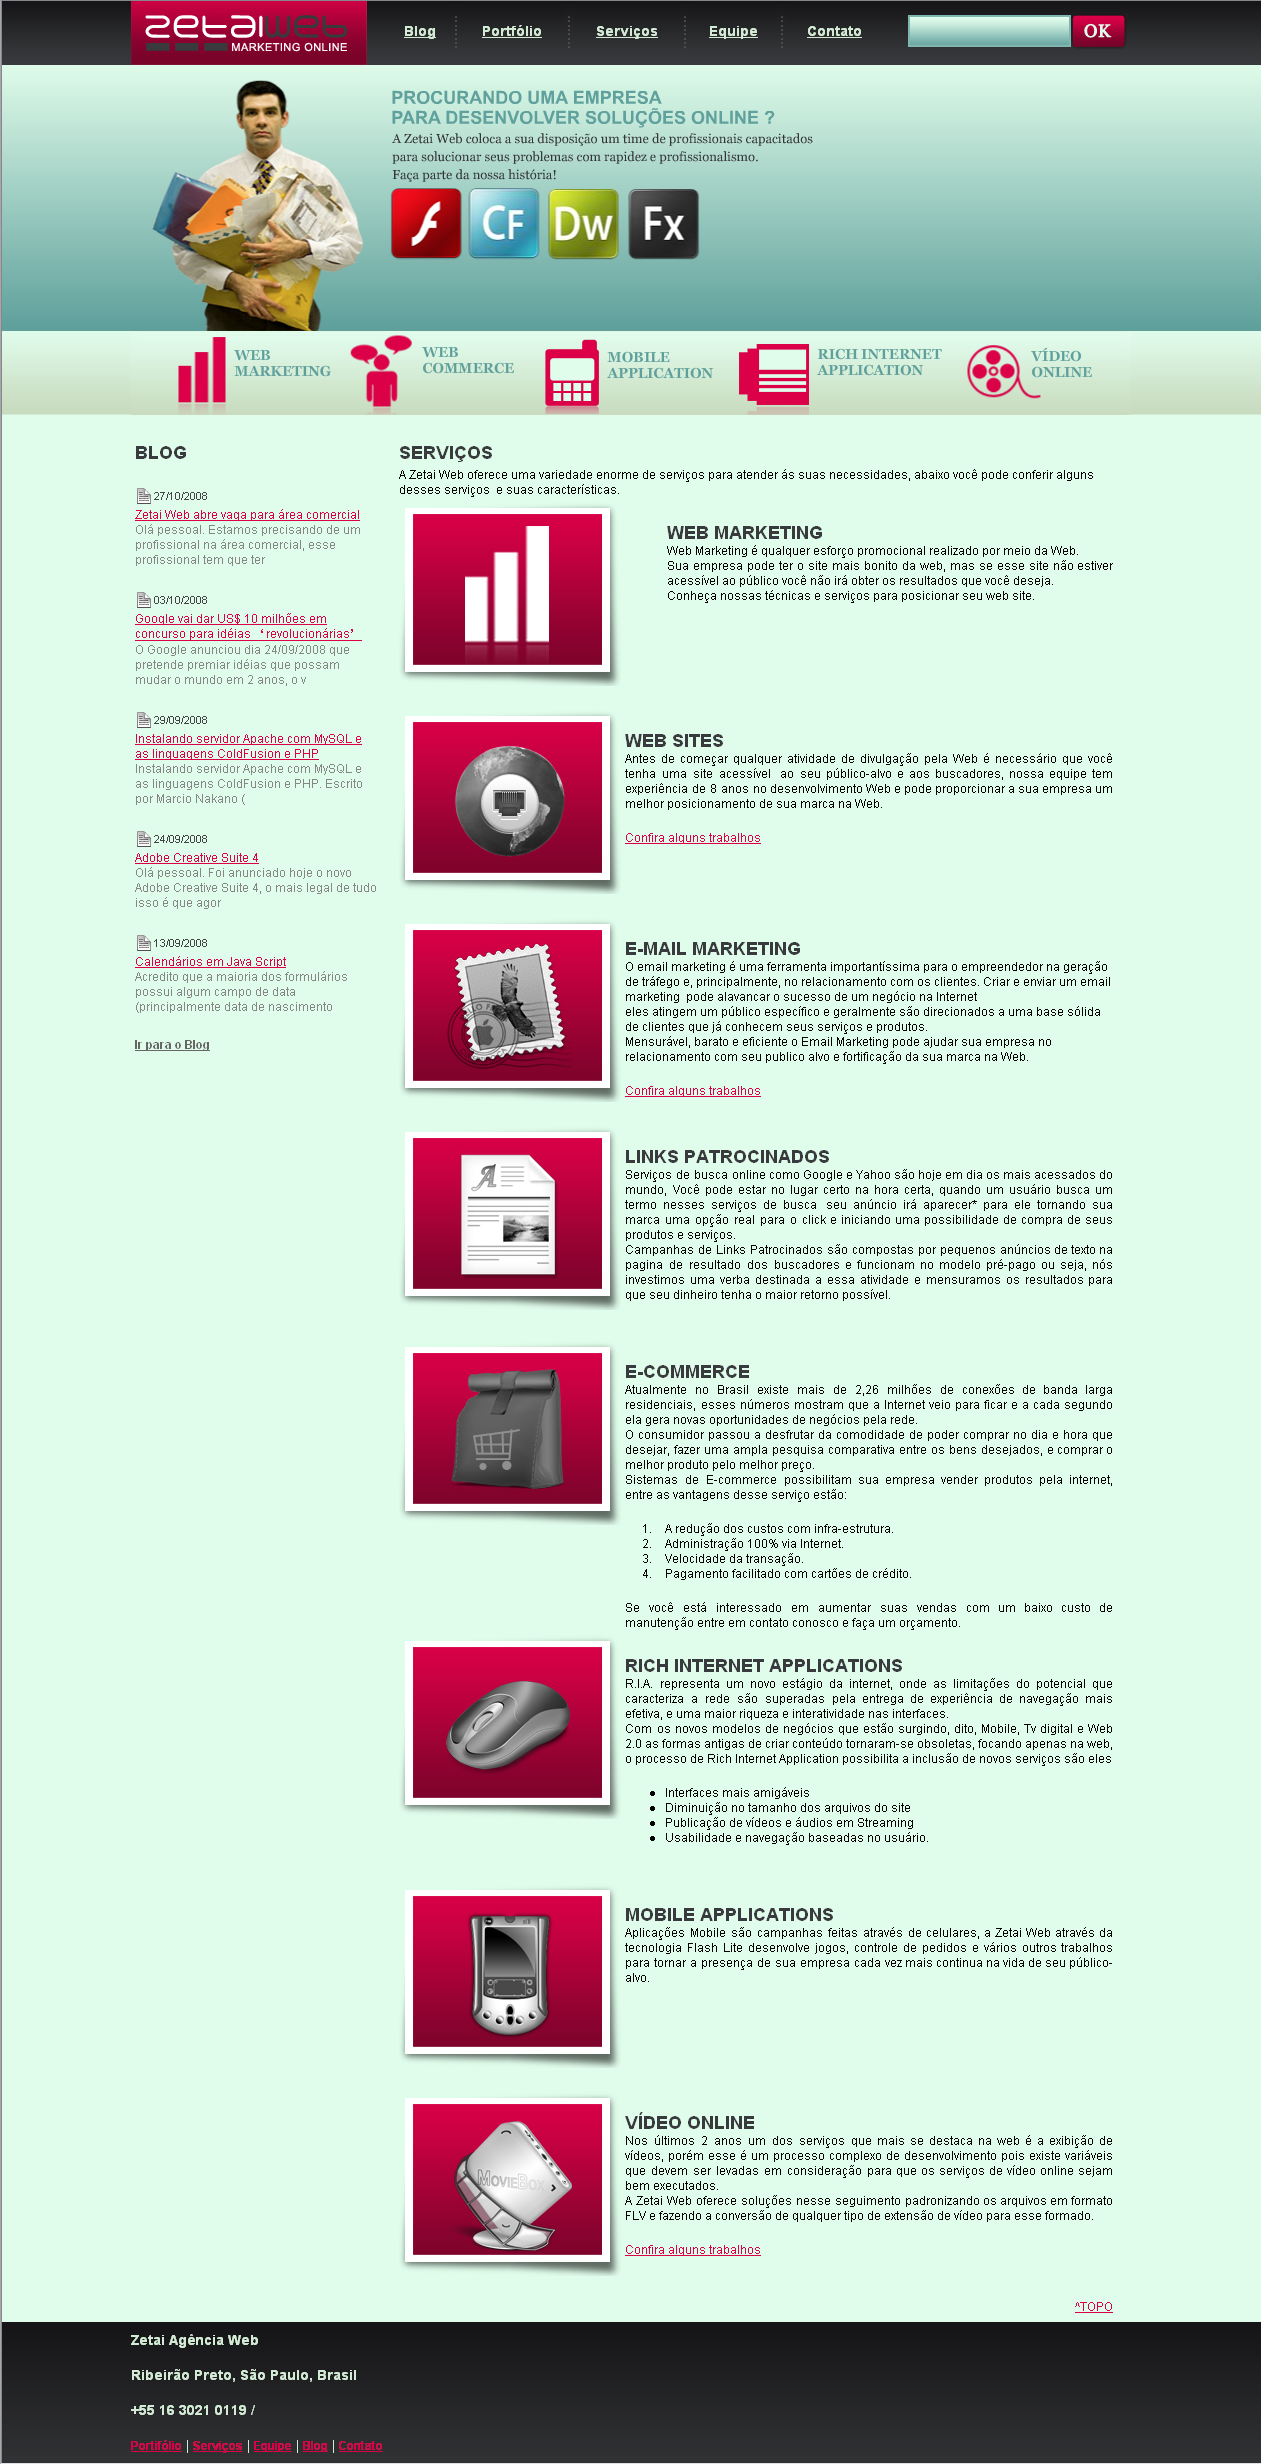 zetaiweb
MARKETING ONLINE
Blog
Portfólio
Serviços
Equipe
Contato
OK
PROCURANDO UMA EMPRESA
PARA DESENVOLVER SOLUÇÕES ONLINE ?
A Zetai Web coloca a sua disposição um time de profissionais capacitados
para solucionar seus problemas com rapidez e profissionalismo.
Faça parte da nossa história!
CF
Dw
Fx
WEB
MARKETING
WEB
COMMERCE
MOBILE
APPLICATION
RICH INTERNET
APPLICATION
VÍDEO
ONLINE
BLOG
27/10/2008
Zetai Web abre vaga para área comercial
Olá pessoal. Estamos precisando de um
profissional na área comercial, esse
profissional tem que ter
03/10/2008
Google vai dar US$ 10 milhões em
concurso para idéias ‘revolucionárias’
O Google anunciou dia 24/09/2008 que
pretende premiar idéias que possam
mudar o mundo em 2 anos, o v
29/09/2008
Instalando servidor Apache com MySQL e
as linguagens ColdFusion e PHP
Instalando servidor Apache com MySQL e
as linguagens ColdFusion e PHP. Escrito
por Marcio Nakano (
24/09/2008
Adobe Creative Suite 4
Olá pessoal. Foi anunciado hoje o novo
Adobe Creative Suite 4, o mais legal de tudo
isso é que agor
13/09/2008
Calendários em Java Script
Acredito que a maioria dos formulários
possui algum campo de data
(principalmente data de nascimento
Ir para o Blog
SERVIÇOS
A Zetai Web oferece uma variedade enorme de serviços para atender ás suas necessidades, abaixo você pode conferir alguns
desses serviços e suas características.
WEB MARKETING
Web Marketing é qualquer esforço promocional realizado por meio da Web.
Sua empresa pode ter o site mais bonito da web, mas se esse site não estiver
acessível ao público você não irá obter os resultados que você deseja.
Conheça nossas técnicas e serviços para posicionar seu web site.
WEB SITES
Antes de começar qualquer atividade de divulgação pela Web é necessário que você
tenha uma site acessível ao seu público-alvo e aos buscadores, nossa equipe tem
experiência de 8 anos no desenvolvimento Web e pode proporcionar a sua empresa um
melhor posicionamento de sua marca na Web.
Confira alguns trabalhos
E-MAIL MARKETING
O email marketing é uma ferramenta importantíssima para o empreendedor na geração
de tráfego e, principalmente, no relacionamento com os clientes. Criar e enviar um email
marketing pode alavancar o sucesso de um negócio na Internet
eles atingem um público específico e geralmente são direcionados a uma base sólida
de clientes que já conhecem seus serviços e produtos.
Mensurável, barato e eficiente o Email Marketing pode ajudar sua empresa no
relacionamento com seu publico alvo e fortificação da sua marca na Web.
Confira alguns trabalhos
LINKS PATROCINADOS
Serviços de busca online como Google e Yahoo são hoje em dia os mais acessados do
mundo, Você pode estar no lugar certo na hora certa, quando um usuário busca um
termo nesses serviços de busca seu anúncio irá aparecer* para ele tornando sua
marca uma opção real para o click e iniciando uma possibilidade de compra de seus
produtos e serviços.
Campanhas de Links Patrocinados são compostas por pequenos anúncios de texto na
pagina de resultado dos buscadores e funcionam no modelo pré-pago ou seja, nós
investimos uma verba destinada a essa atividade e mensuramos os resultados para
que seu dinheiro tenha o maior retorno possível.
E-COMMERCE
Atualmente no Brasil existe mais de 2,26 milhões de conexões de banda larga
residenciais, esses números mostram que a Internet veio para ficar e a cada segundo
ela gera novas oportunidades de negócios pela rede.
O consumidor passou a desfrutar da comodidade de poder comprar no dia e hora que
desejar, fazer uma ampla pesquisa comparativa entre os bens desejados, e comprar o
melhor produto pelo melhor preço.
Sistemas de E-commerce possibilitam sua empresa vender produtos pela internet,
entre as vantagens desse serviço estão:
1. A redução dos custos com infra-estrutura.
2. Administração 100% via Internet.
3. Velocidade da transação.
4. Pagamento facilitado com cartões de crédito.
Se você está interessado em aumentar suas vendas com um baixo custo de
manutenção entre em contato conosco e faça um orçamento.
RICH INTERNET APPLICATIONS
R.I.A. representa um novo estágio da internet, onde as limitações do potencial que
caracteriza a rede são superadas pela entrega de experiência de navegação mais
efetiva, e uma maior riqueza e interatividade nas interfaces.
Com os novos modelos de negócios que estão surgindo, dito, Mobile, Tv digital e Web
2.0 as formas antigas de criar conteúdo tornaram-se obsoletas, focando apenas na web,
o processo de Rich Internet Application possibilita a inclusão de novos serviços são eles
• Interfaces mais amigáveis
• Diminuição no tamanho dos arquivos do site
• Publicação de vídeos e áudios em Streaming
• Usabilidade e navegação baseadas no usuário.
MOBILE APPLICATIONS
Aplicações Mobile são campanhas feitas através de celulares, a Zetai Web através da
tecnologia Flash Lite desenvolve jogos, controle de pedidos e vários outros trabalhos
para tornar a presença de sua empresa cada vez mais continua na vida de seu público-
alvo.
MOVIEBOX
VÍDEO ONLINE
Nos últimos 2 anos um dos serviços que mais se destaca na web é a exibição de
vídeos, porém esse é um processo complexo de desenvolvimento pois existe variáveis
que devem ser levadas em consideração para que os serviços de vídeo online sejam
bem executados.
A Zetai Web oferece soluções nesse seguimento padronizando os arquivos em formato
FLV e fazendo a conversão de qualquer tipo de extensão de vídeo para esse formado.
Confira alguns trabalhos
^TOPO
Zetai Agência Web
Ribeirão Preto, São Paulo, Brasil
+55 16 3021 0119 /
Portifólio | Serviços | Equipe | Blog | Contato